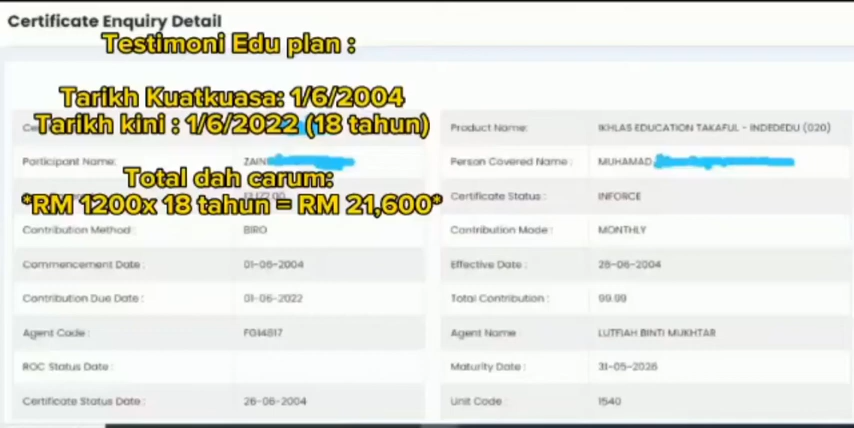 Certificate Enquiry Detail
Testimoni Edu plan :
Tarikh Kuatkuasa: 1/6/2004
Tarikh kini : 1/6/2022 (18 tahun)
Product Name: IKHLAS EDUCATION TAKAFUL - INDEDEDU (020)
Participant Name: ZAIN
Person Covered Name : MUHAMAD
Total dah carum:
*RM 1200x 18 tahun = RM 21,600*
Certificate Status : INFORCE
Contribution Method : BIRO
Contribution Mode : MONTHLY
Commencement Date : 01-06-2004
Effective Date : 26-06-2004
Contribution Due Date : 01-06-2022
Total Contribution : 99.99
Agent Code : FG14817
Agent Name LUTFIAH BINTI MUKHTAR
ROC Status Date :
Maturity Date : 31-05-2026
Certificate Status Date : 26-06-2004
Unit Code : 1540